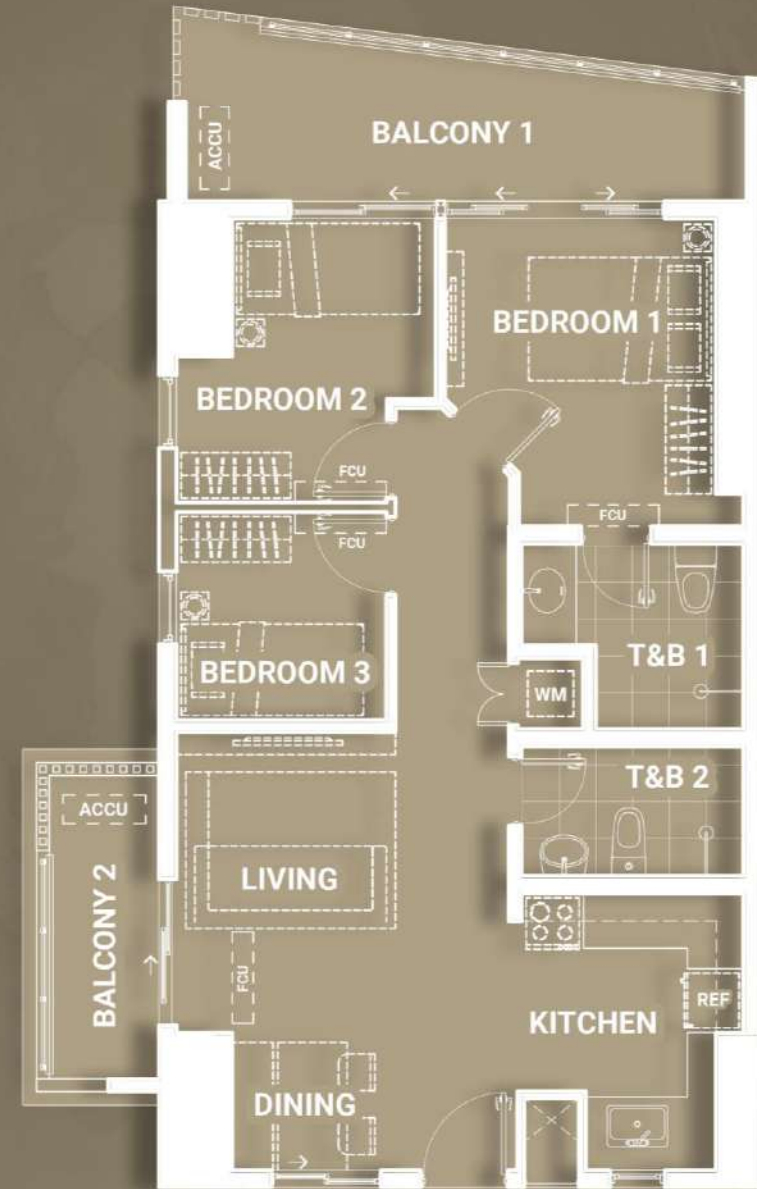 BALCONY 1
ACCU
BEDROOM 1
BEDROOM 2
FCU
FCU
FCU
BEDROOM 3
T&B 1
WM
T&B 2
ACCU
LIVING
BALCONY 2
FCU
REF
KITCHEN
DINING